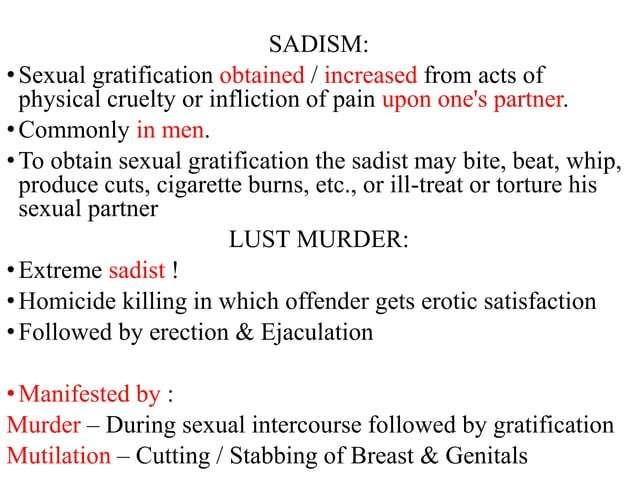 SADISM:
• Sexual gratification obtained / increased from acts of
physical cruelty or infliction of pain upon one's partner.
• Commonly in men.
• To obtain sexual gratification the sadist may bite, beat, whip,
produce cuts, cigarette burns, etc., or ill-treat or torture his
sexual partner
LUST MURDER:
• Extreme sadist !
• Homicide killing in which offender gets erotic satisfaction
• Followed by erection & Ejaculation
• Manifested by :
Murder – During sexual intercourse followed by gratification
Mutilation – Cutting / Stabbing of Breast & Genitals